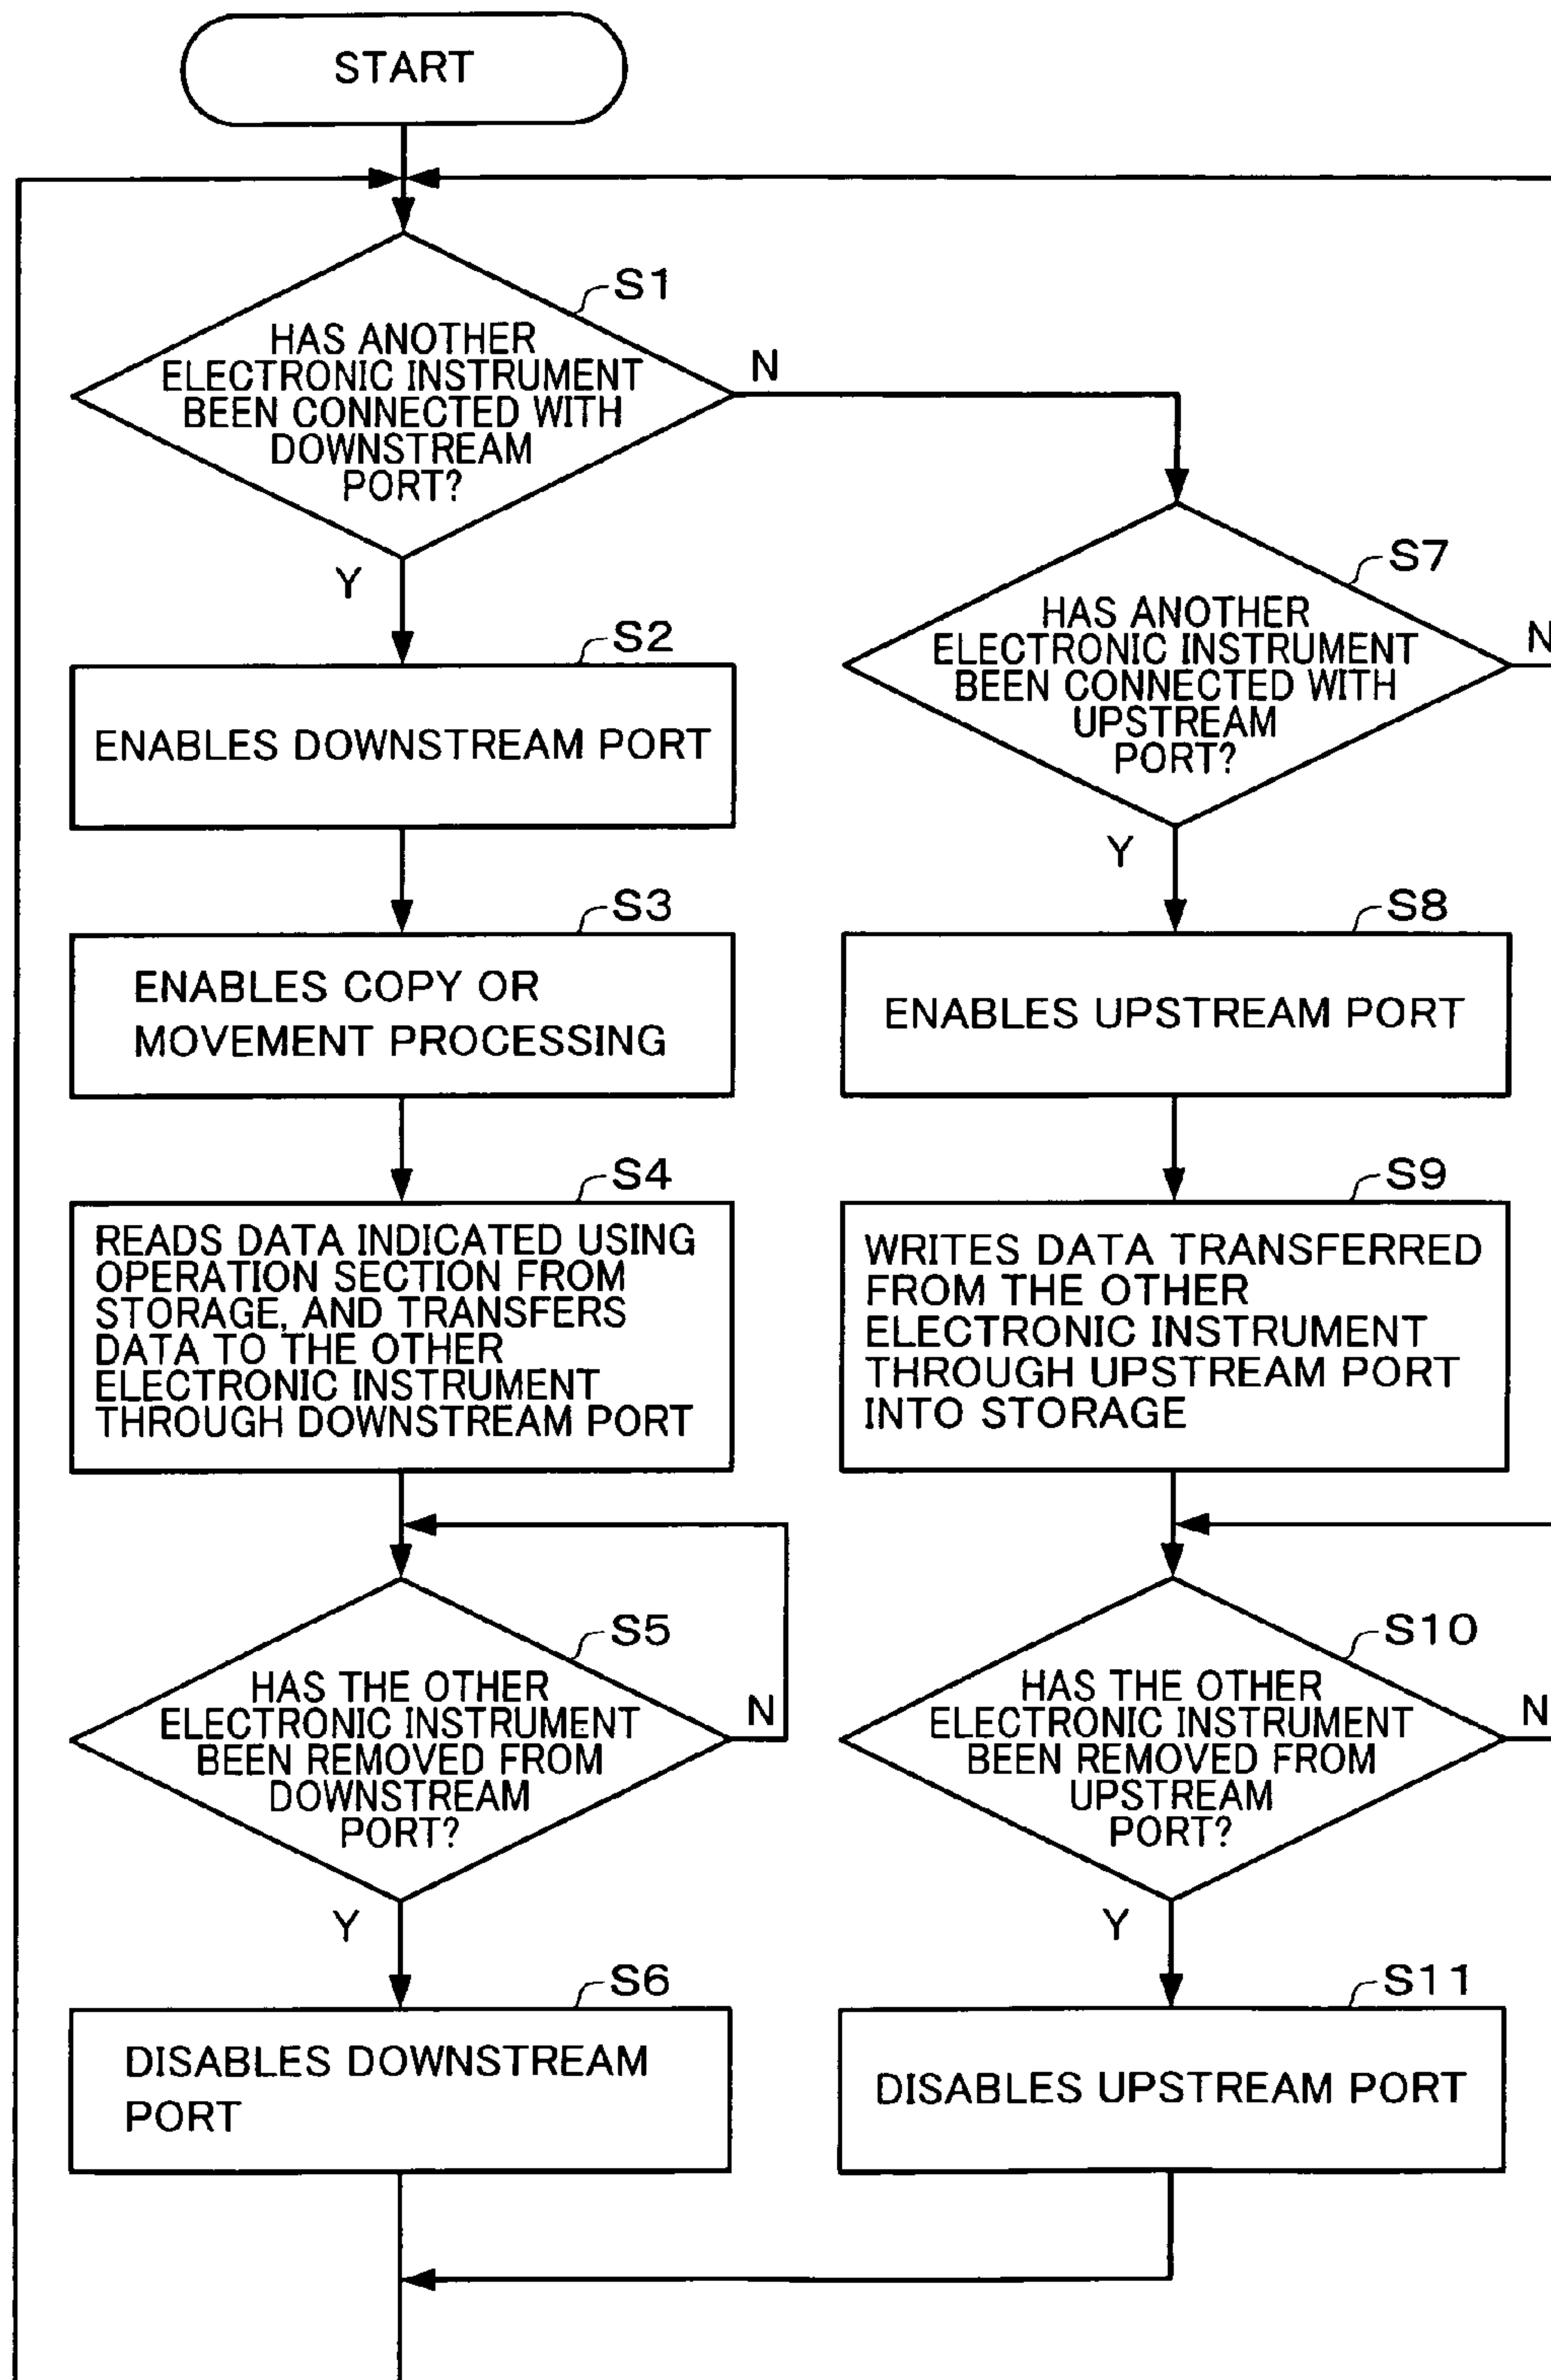 START
S1
HAS ANOTHER
ELECTRONIC INSTRUMENT
BEEN CONNECTED WITH
DOWNSTREAM
PORT?
N
Y
S2
ENABLES DOWNSTREAM PORT
S3
ENABLES COPY OR
MOVEMENT PROCESSING
S4
READS DATA INDICATED USING
OPERATION SECTION FROM
STORAGE, AND TRANSFERS
DATA TO THE OTHER
ELECTRONIC INSTRUMENT
THROUGH DOWNSTREAM PORT
S5
HAS THE OTHER
ELECTRONIC INSTRUMENT
BEEN REMOVED FROM
DOWNSTREAM
PORT?
N
Y
S6
DISABLES DOWNSTREAM
PORT
S7
HAS ANOTHER
ELECTRONIC INSTRUMENT
BEEN CONNECTED WITH
UPSTREAM
PORT?
N
Y
S8
ENABLES UPSTREAM PORT
S9
WRITES DATA TRANSFERRED
FROM THE OTHER
ELECTRONIC INSTRUMENT
THROUGH UPSTREAM PORT
INTO STORAGE
S10
HAS THE OTHER
ELECTRONIC INSTRUMENT
BEEN REMOVED FROM
UPSTREAM
PORT?
N
Y
S11
DISABLES UPSTREAM PORT